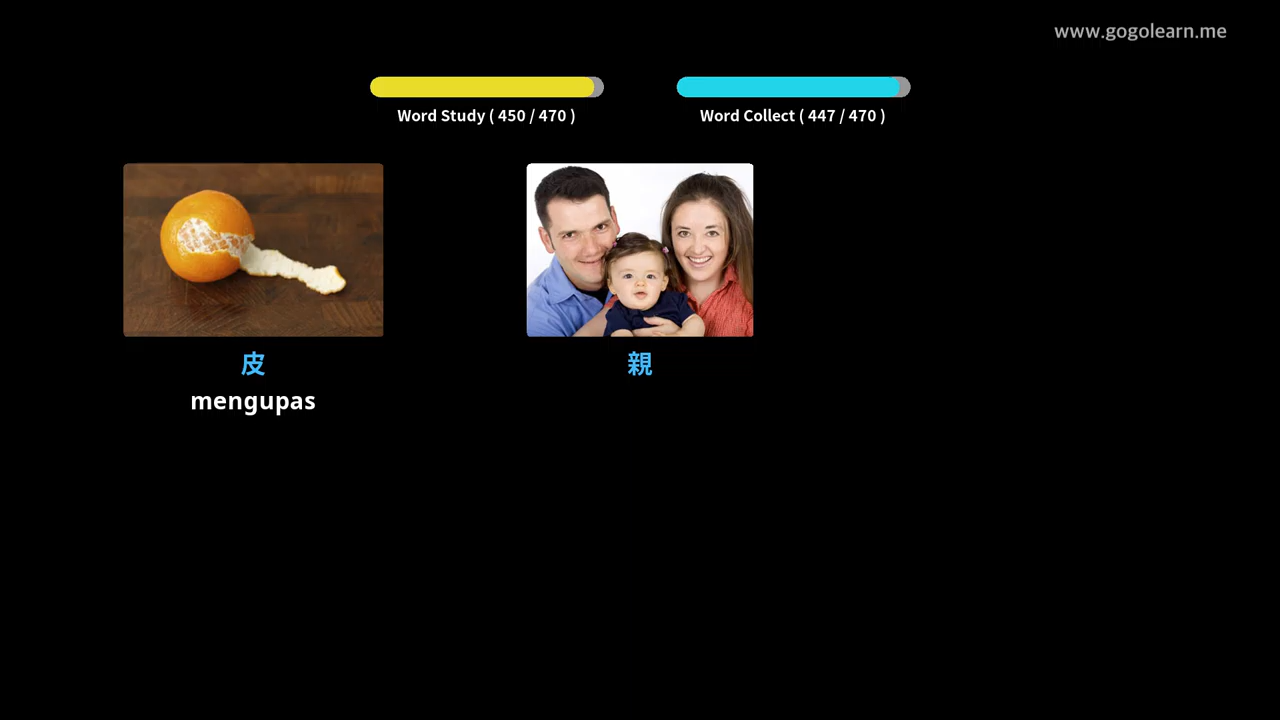 www.gogolearn.me
Word Study ( 450 / 470 )
Word Collect ( 447 / 470 )
皮
mengupas
親